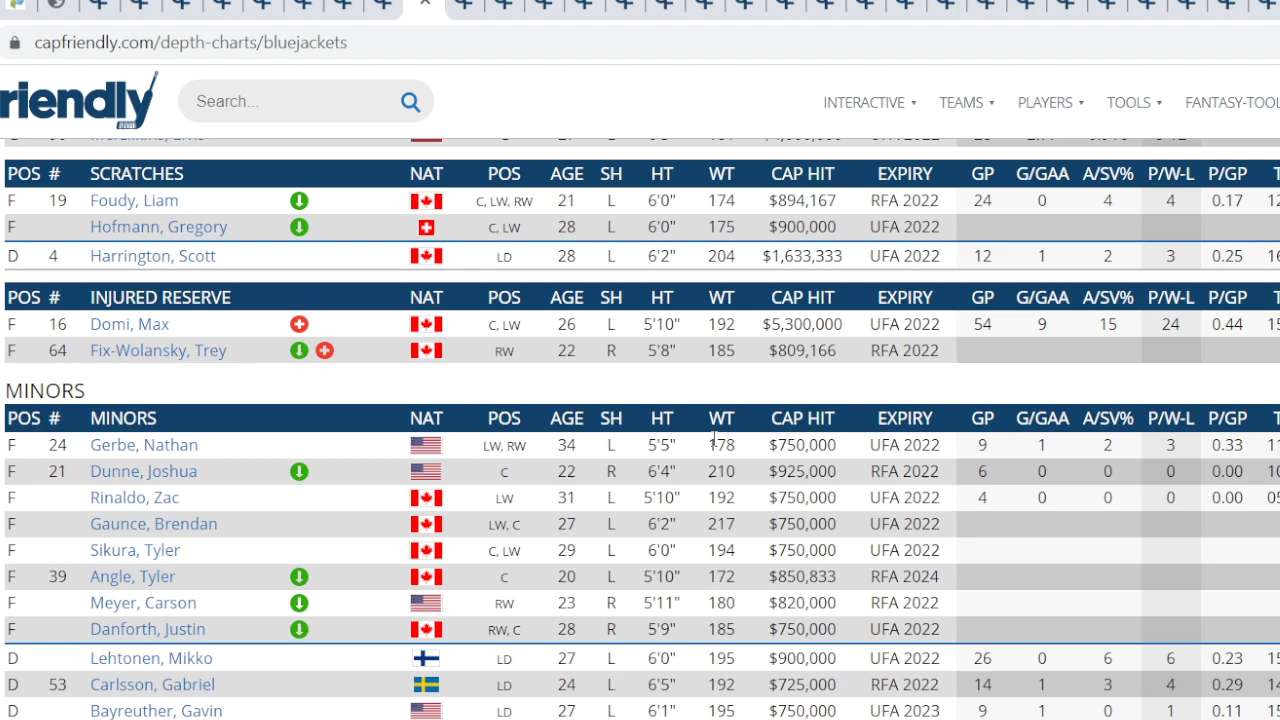 capfriendly.com/depth-charts/bluejackets
riendly Search... INTERACTIVE TEAMS PLAYERS TOOLS FANTASY-TOOL
POS # SCRATCHES NAT POS AGE SH HT WT CAP HIT EXPIRY GP G/GAA A/SV% P/W-L P/GP T
F 19 Foudy, Liam C, LW, RW 21 L 6'0" 174 $894,167 RFA 2022 24 0 4 4 0.17 12
F Hofmann, Gregory C, LW 28 L 6'0" 175 $900,000 UFA 2022
D 4 Harrington, Scott LD 28 L 6'2" 204 $1,633,333 UFA 2022 12 1 2 3 0.25 16
POS # INJURED RESERVE NAT POS AGE SH HT WT CAP HIT EXPIRY GP G/GAA A/SV% P/W-L P/GP T
F 16 Domi, Max C, LW 26 L 5'10" 192 $5,300,000 UFA 2022 54 9 15 24 0.44 15
F 64 Fix-Wolansky, Trey RW 22 R 5'8" 185 $809,166 RFA 2022
MINORS
POS # MINORS NAT POS AGE SH HT WT CAP HIT EXPIRY GP G/GAA A/SV% P/W-L P/GP T
F 24 Gerbe, Nathan LW, RW 34 L 5'5" 178 $750,000 UFA 2022 9 1 2 3 0.33 11
F 21 Dunne, Joshua C 22 R 6'4" 210 $925,000 RFA 2022 6 0 0 0 0.00 10
F Rinaldo, Zac LW 31 L 5'10" 192 $750,000 UFA 2022 4 0 0 0 0.00 05
F Gaunce, Brendan LW, C 27 L 6'2" 217 $750,000 UFA 2022
F Sikura, Tyler C, LW 29 L 6'0" 194 $750,000 UFA 2022
F 39 Angle, Tyler C 20 L 5'10" 172 $850,833 RFA 2024
F Meyer, Carson RW 23 R 5'11" 180 $820,000 RFA 2022
F Danforth, Justin RW, C 28 R 5'9" 185 $750,000 UFA 2022
D Lehtonen, Mikko LD 27 L 6'0" 195 $900,000 UFA 2022 26 0 6 6 0.23 15
D 53 Carlsson, Gabriel LD 24 L 6'5" 192 $725,000 RFA 2022 14 1 3 4 0.29 14
D Bayreuther, Gavin LD 27 L 6'1" 195 $750,000 UFA 2023 9 1 0 1 0.11 15